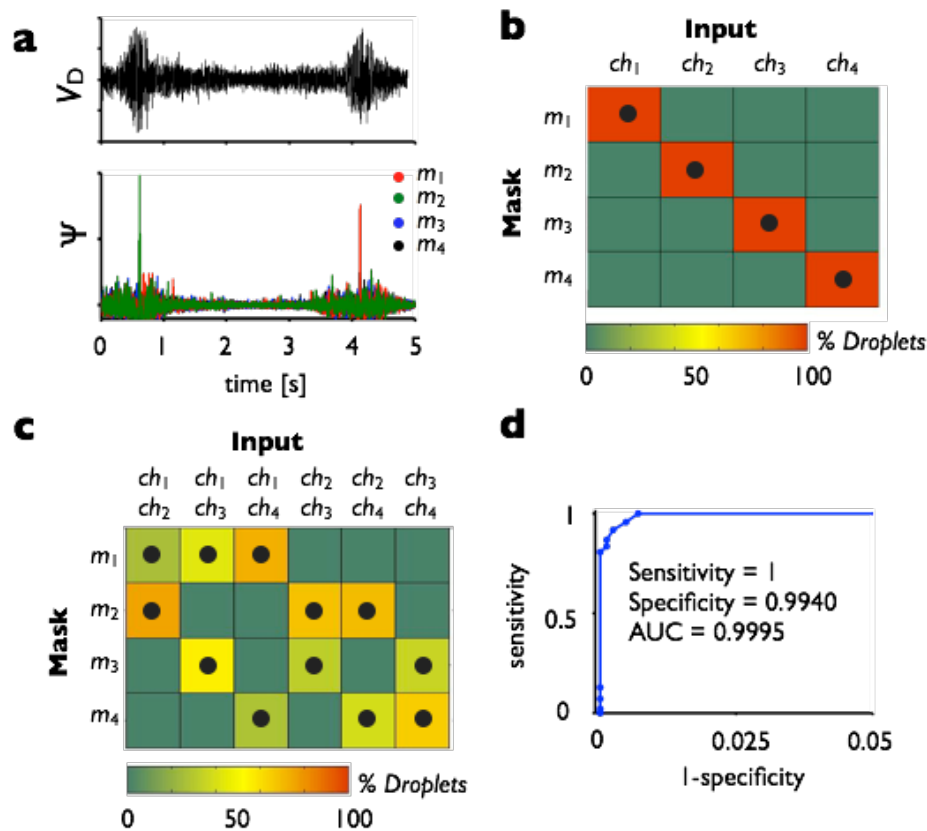 a
V_D
Ψ
m₁
m₂
m₃
m₄
0 1 2 3 4 5
time [s]
b
Input
ch₁ ch₂ ch₃ ch₄
Mask
m₁
m₂
m₃
m₄
% Droplets
0 50 100
c
Input
ch₁ ch₁ ch₁ ch₂ ch₂ ch₃
ch₂ ch₃ ch₄ ch₃ ch₄ ch₄
Mask
m₁
m₂
m₃
m₄
% Droplets
0 50 100
d
sensitivity
1
0.5
0
Sensitivity = 1
Specificity = 0.9940
AUC = 0.9995
0 0.025 0.05
1-specificity